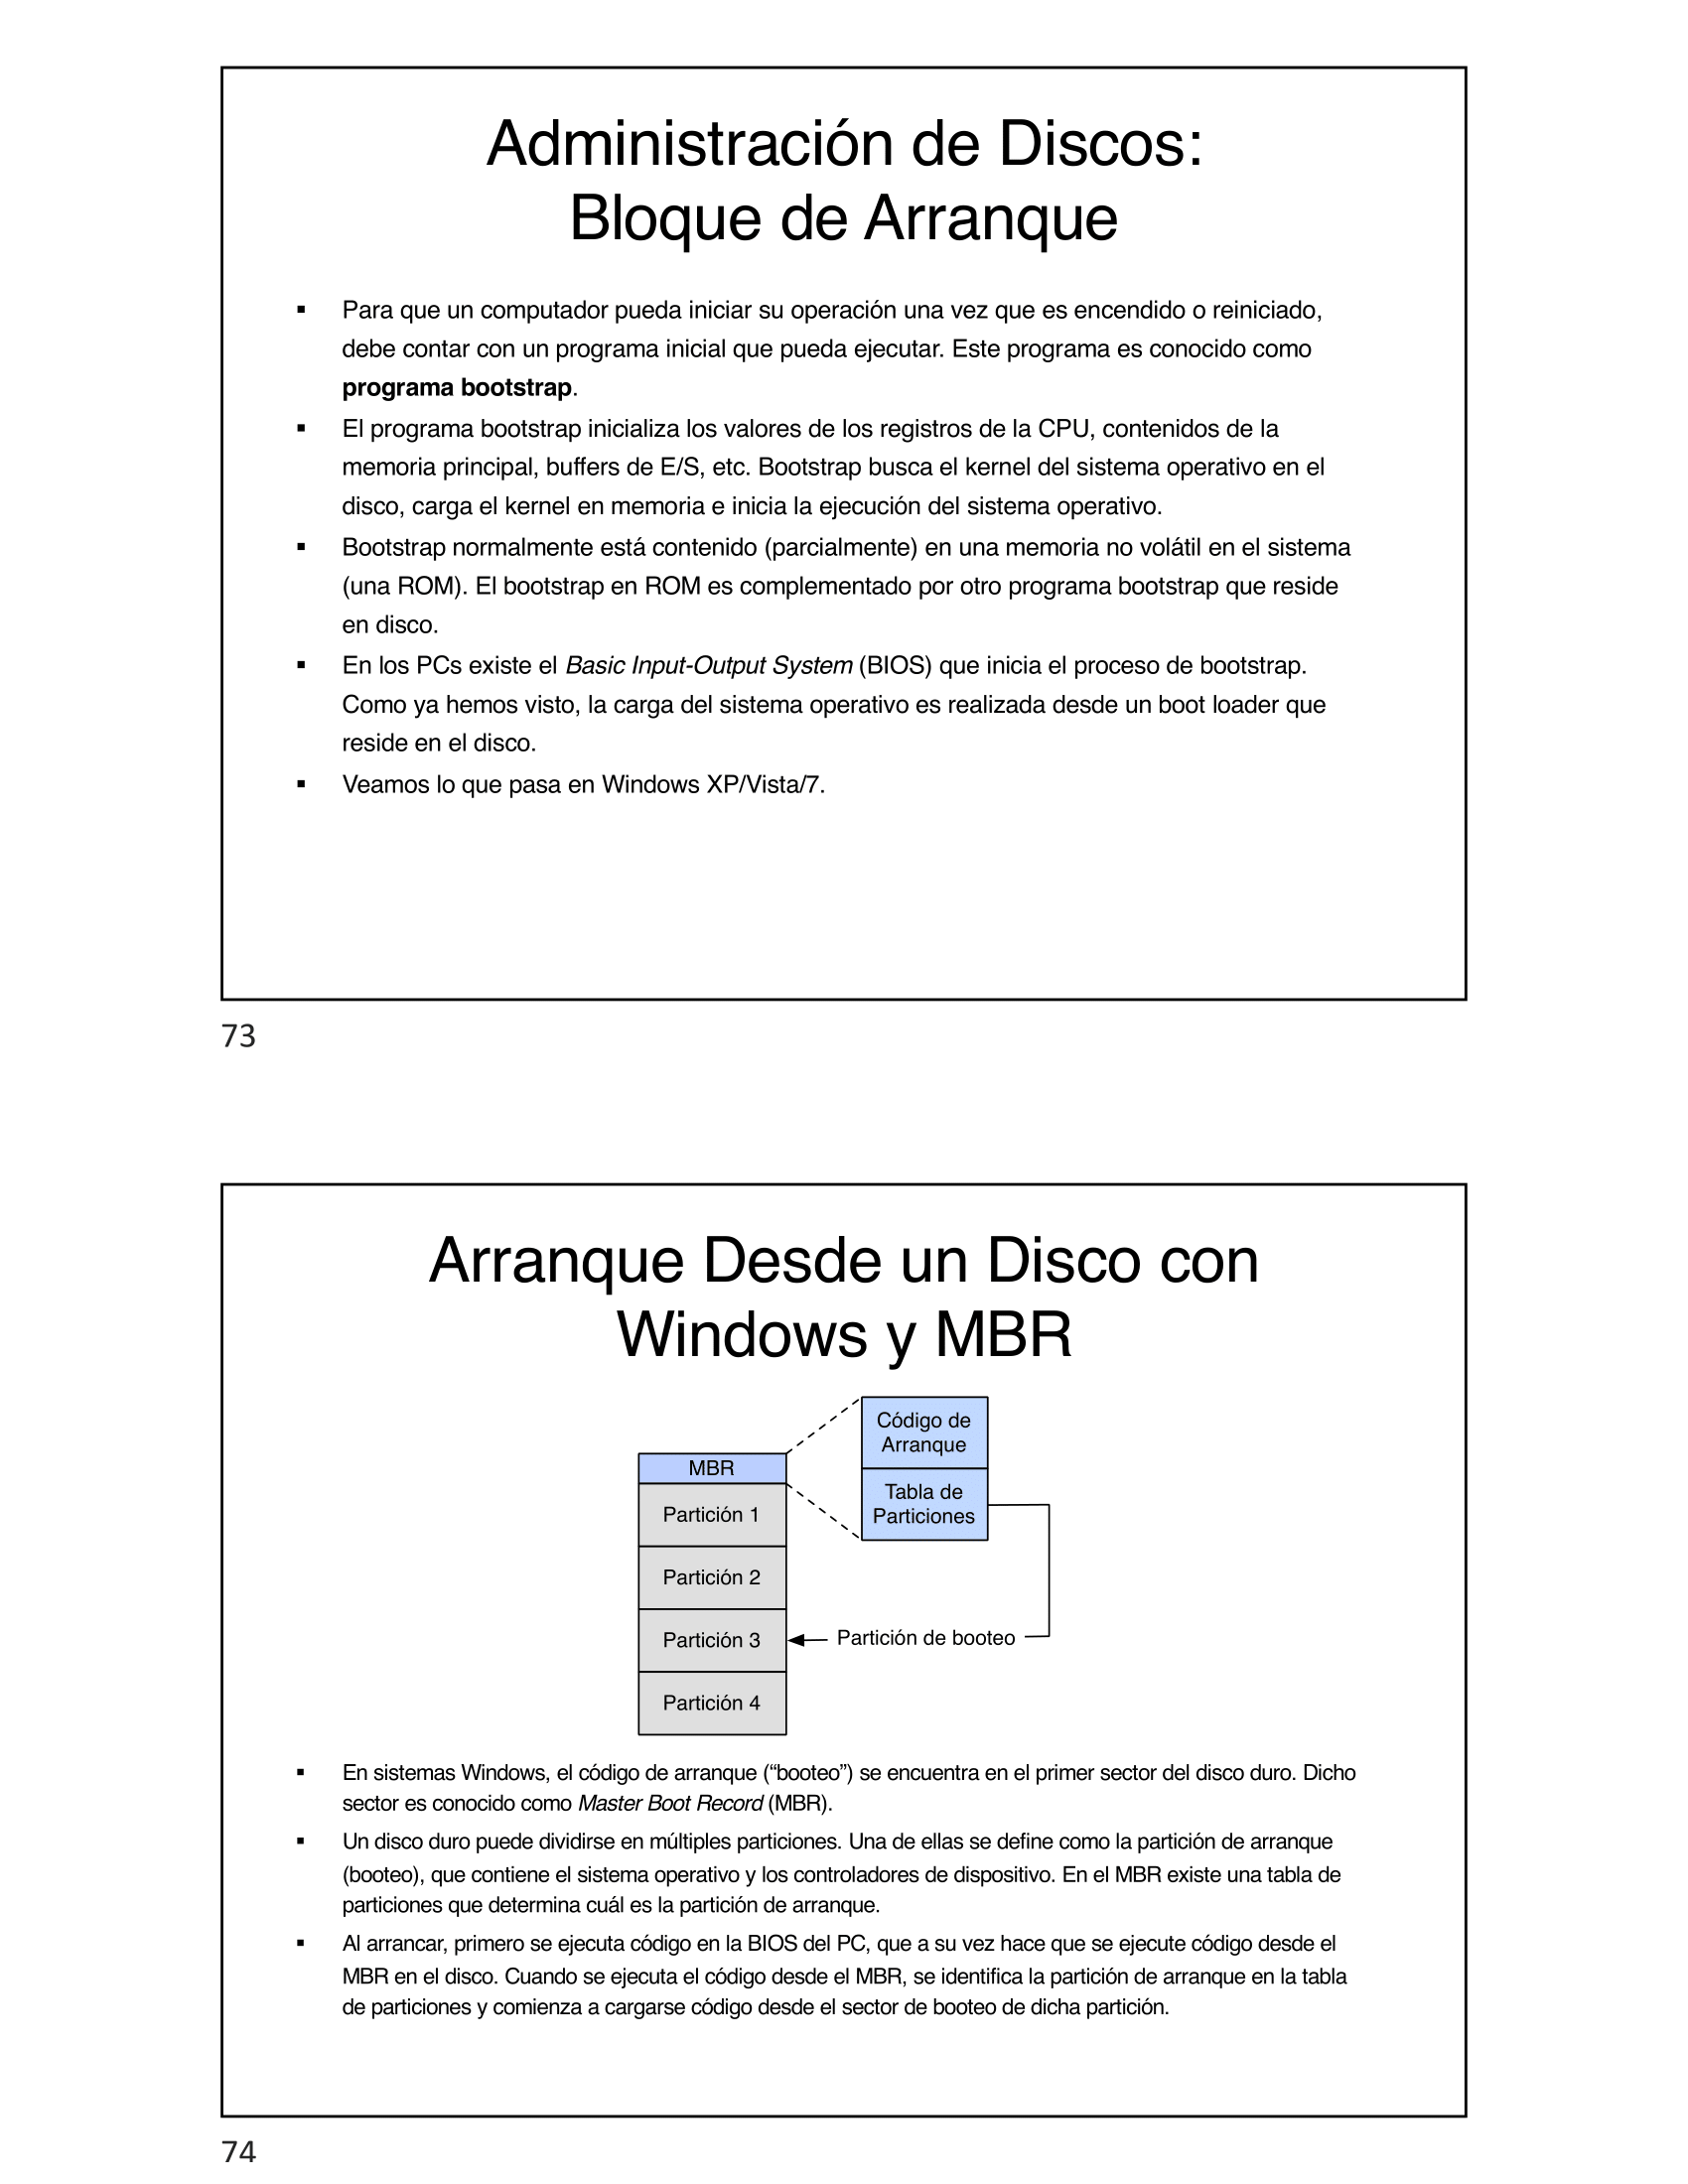 Administración de Discos:
Bloque de Arranque
▪ Para que un computador pueda iniciar su operación una vez que es encendido o reiniciado,
debe contar con un programa inicial que pueda ejecutar. Este programa es conocido como
programa bootstrap.
▪ El programa bootstrap inicializa los valores de los registros de la CPU, contenidos de la
memoria principal, buffers de E/S, etc. Bootstrap busca el kernel del sistema operativo en el
disco, carga el kernel en memoria e inicia la ejecución del sistema operativo.
▪ Bootstrap normalmente está contenido (parcialmente) en una memoria no volátil en el sistema
(una ROM). El bootstrap en ROM es complementado por otro programa bootstrap que reside
en disco.
▪ En los PCs existe el Basic Input-Output System (BIOS) que inicia el proceso de bootstrap.
Como ya hemos visto, la carga del sistema operativo es realizada desde un boot loader que
reside en el disco.
▪ Veamos lo que pasa en Windows XP/Vista/7.
73
Arranque Desde un Disco con
Windows y MBR
Código de
Arranque
Tabla de
Particiones
MBR
Partición 1
Partición 2
Partición 3
Partición de booteo
Partición 4
▪ En sistemas Windows, el código de arranque (“booteo”) se encuentra en el primer sector del disco duro. Dicho
sector es conocido como Master Boot Record (MBR).
▪ Un disco duro puede dividirse en múltiples particiones. Una de ellas se define como la partición de arranque
(booteo), que contiene el sistema operativo y los controladores de dispositivo. En el MBR existe una tabla de
particiones que determina cuál es la partición de arranque.
▪ Al arrancar, primero se ejecuta código en la BIOS del PC, que a su vez hace que se ejecute código desde el
MBR en el disco. Cuando se ejecuta el código desde el MBR, se identifica la partición de arranque en la tabla
de particiones y comienza a cargarse código desde el sector de booteo de dicha partición.
74